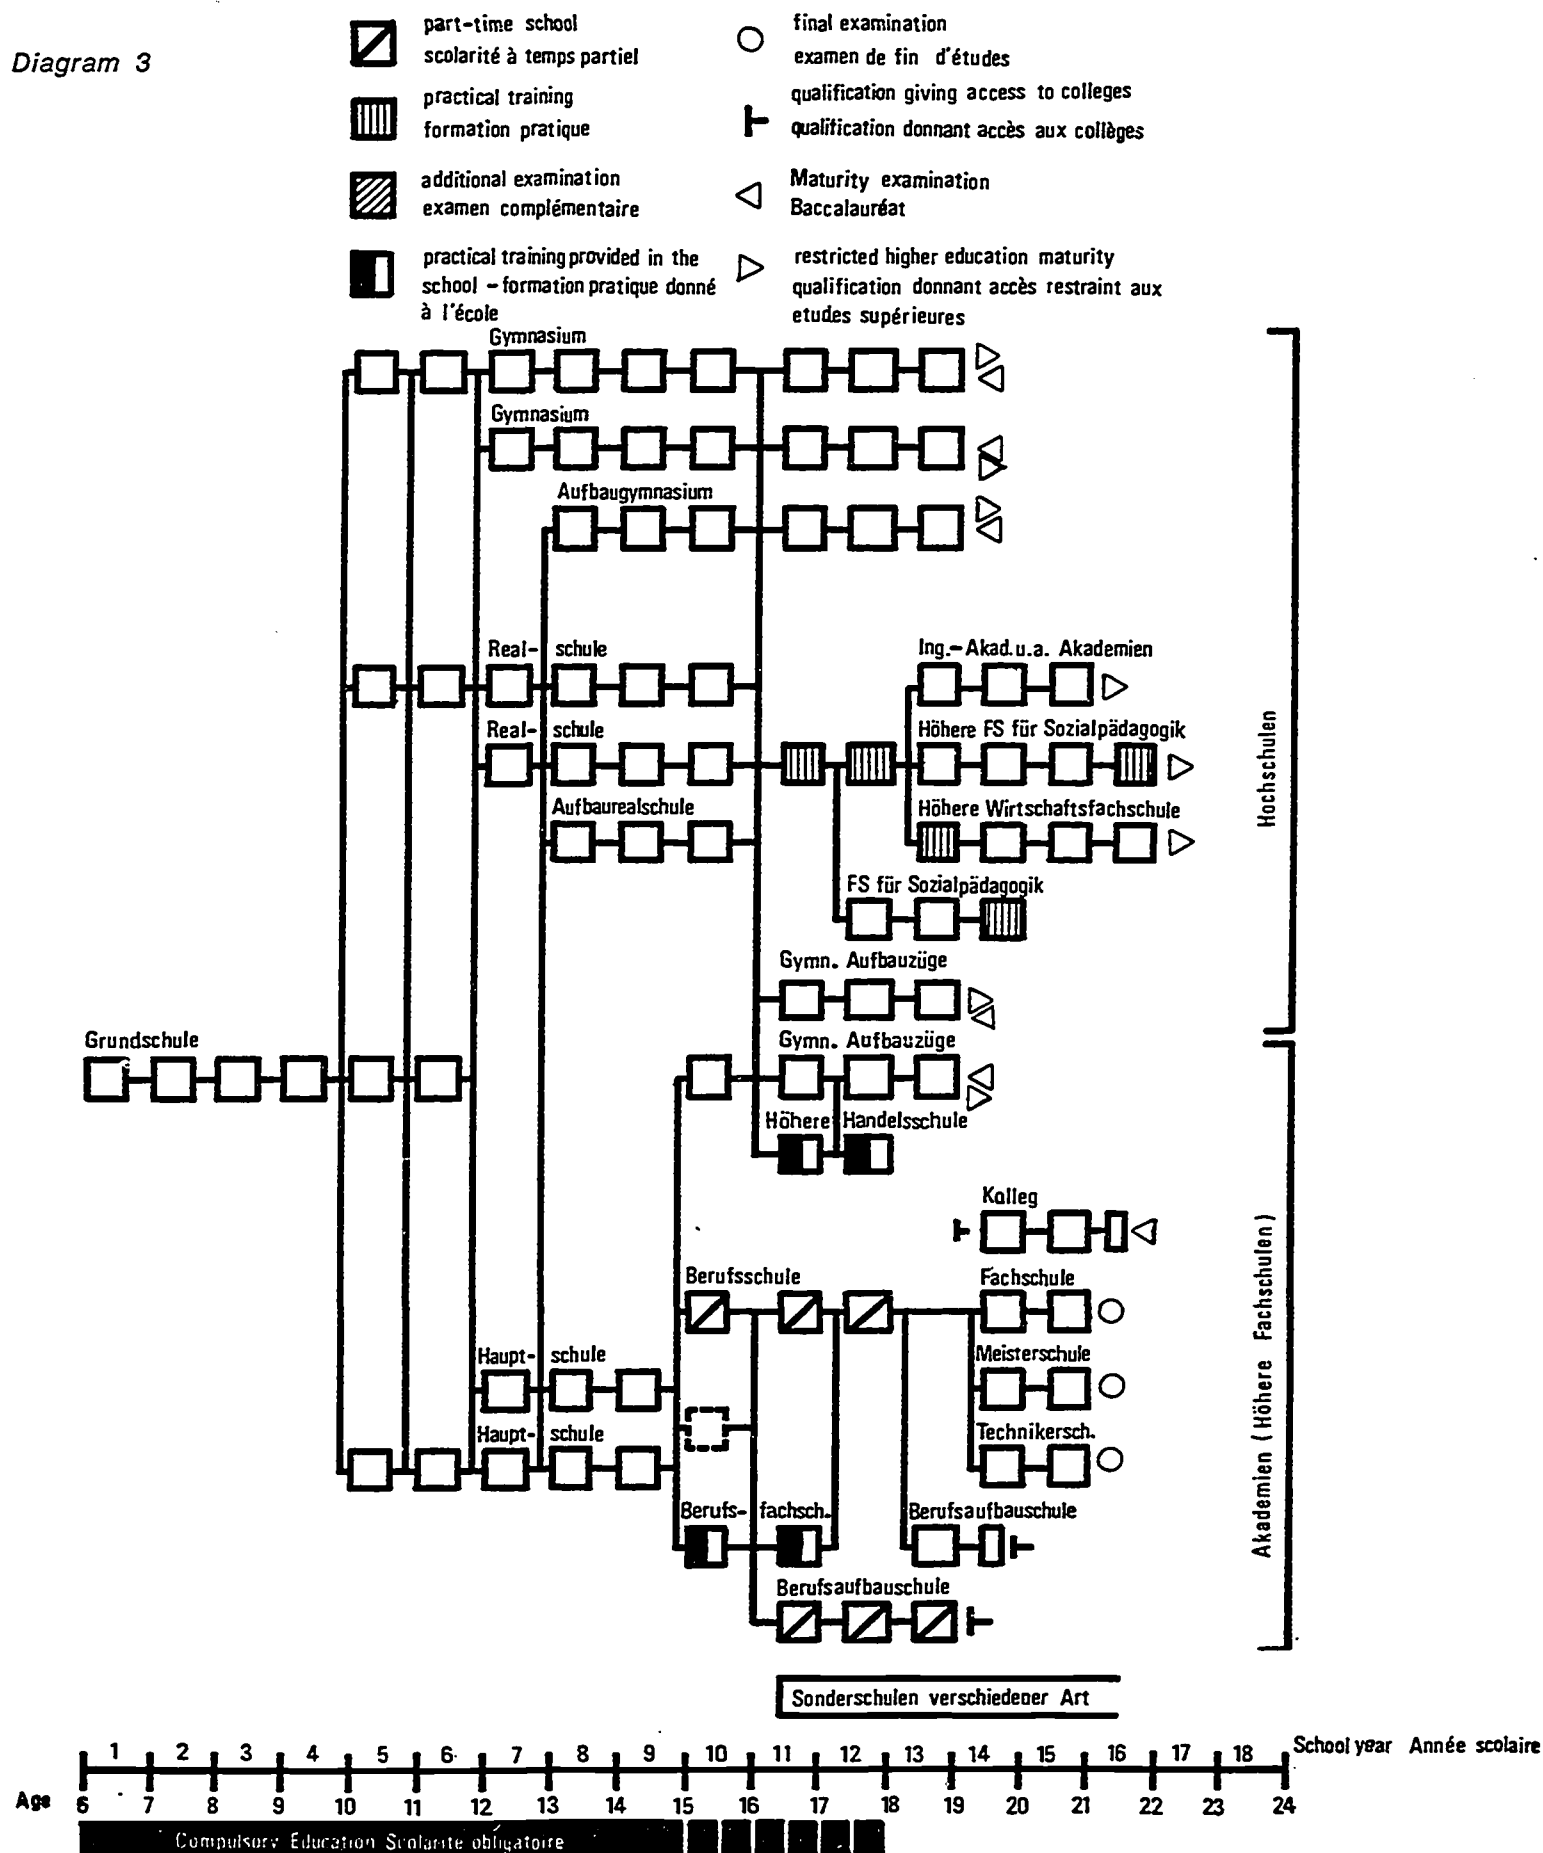 Diagram 3
part-time school
scolarité à temps partiel
practical training
formation pratique
additional examination
examen complémentaire
practical training provided in the
school - formation pratique donné
à l'école
final examination
examen de fin d'études
qualification giving access to colleges
qualification donnant accès aux collèges
Maturity examination
Baccalauréat
restricted higher education maturity
qualification donnant accès restraint aux
etudes supérieures
Gymnasium
Gymnasium
Aufbaugymnasium
Real- schule
Ing.-Akad.u.a. Akademien
Real- schule
Höhere FS für Sozialpädagogik
Aufbaurealschule
Höhere Wirtschaftsfachschule
FS für Sozialpädagogik
Gymn. Aufbauzüge
Grundschule
Gymn. Aufbauzüge
Höhere Handelsschule
Kolleg
Berufsschule
Fachschule
Haupt- schule
Meisterschule
Haupt- schule
Technikersch.
Berufs- fachsch.
Berufsaufbauschule
Berufsaufbauschule
Hochschulen
Akademien (Höhere Fachschulen)
Sonderschulen verschiedener Art
1 2 3 4 5 6 7 8 9 10 11 12 13 14 15 16 17 18 School year Année scolaire
Age 6 7 8 9 10 11 12 13 14 15 16 17 18 19 20 21 22 23 24
Compulsory Education Scolarité obligatoire